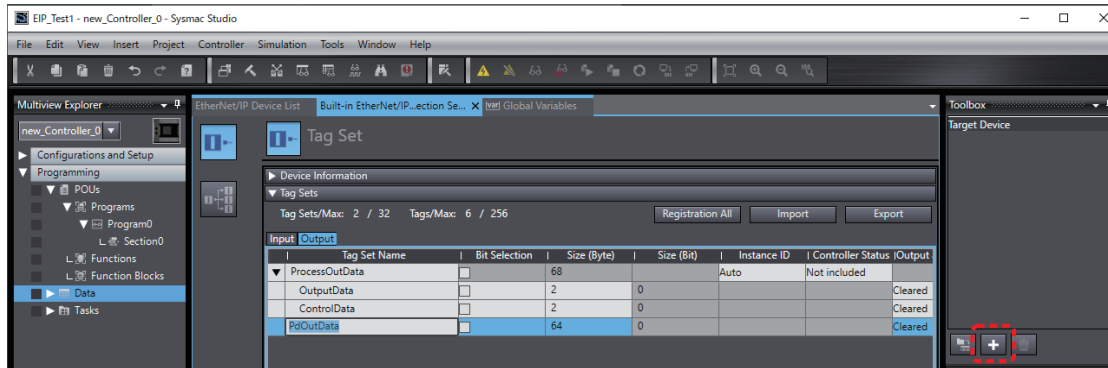 EIP_Test1 - new_Controller_0 - Sysmac Studio
File Edit View Insert Project Controller Simulation Tools Window Help
Multiview Explorer
new_Controller_0
Configurations and Setup
Programming
POUs
Programs
Program0
Section0
Functions
Function Blocks
Data
Tasks
EtherNet/IP Device List Built-in EtherNet/IP...ection Se... Global Variables
Tag Set
Device Information
Tag Sets
Tag Sets/Max: 2 / 32 Tags/Max: 6 / 256 Registration All Import Export
Input Output
Tag Set Name Bit Selection Size (Byte) Size (Bit) Instance ID Controller Status Output
ProcessOutData 68 Auto Not included
OutputData 2 0 Cleared
ControlData 2 0 Cleared
PdOutData 64 0 Cleared
Toolbox
Target Device